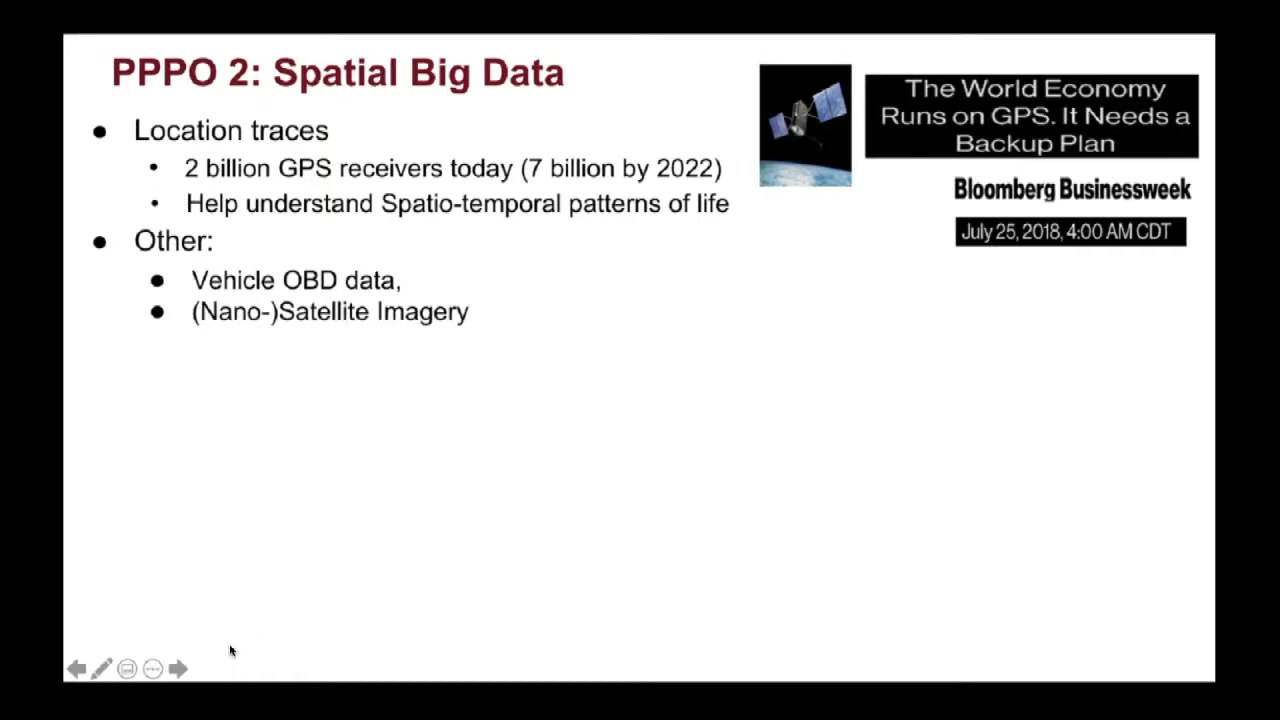 PPPO 2: Spatial Big Data
● Location traces
• 2 billion GPS receivers today (7 billion by 2022)
• Help understand Spatio-temporal patterns of life
● Other:
● Vehicle OBD data,
● (Nano-)Satellite Imagery
The World Economy
Runs on GPS. It Needs a
Backup Plan
Bloomberg Businessweek
July 25, 2018, 4:00 AM CDT